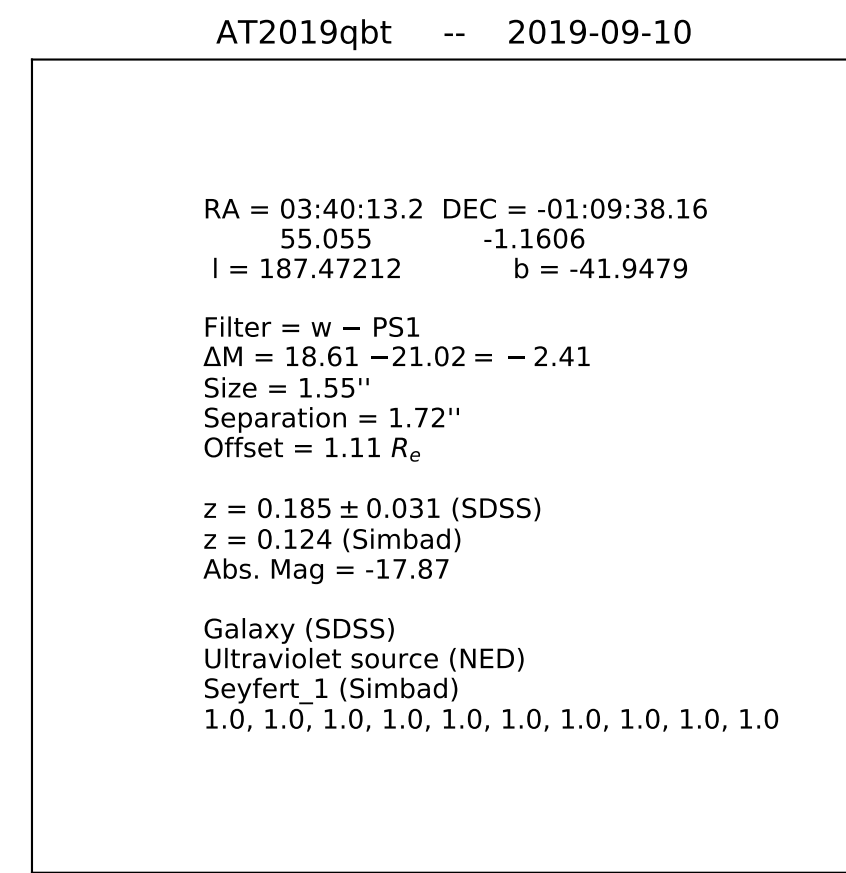 AT2019qbt -- 2019-09-10
RA = 03:40:13.2 DEC = -01:09:38.16
55.055 -1.1606
l = 187.47212 b = -41.9479
Filter = w − PS1
ΔM = 18.61 −21.02 = − 2.41
Size = 1.55''
Separation = 1.72''
Offset = 1.11 Rₑ
z = 0.185 ± 0.031 (SDSS)
z = 0.124 (Simbad)
Abs. Mag = -17.87
Galaxy (SDSS)
Ultraviolet source (NED)
Seyfert_1 (Simbad)
1.0, 1.0, 1.0, 1.0, 1.0, 1.0, 1.0, 1.0, 1.0, 1.0